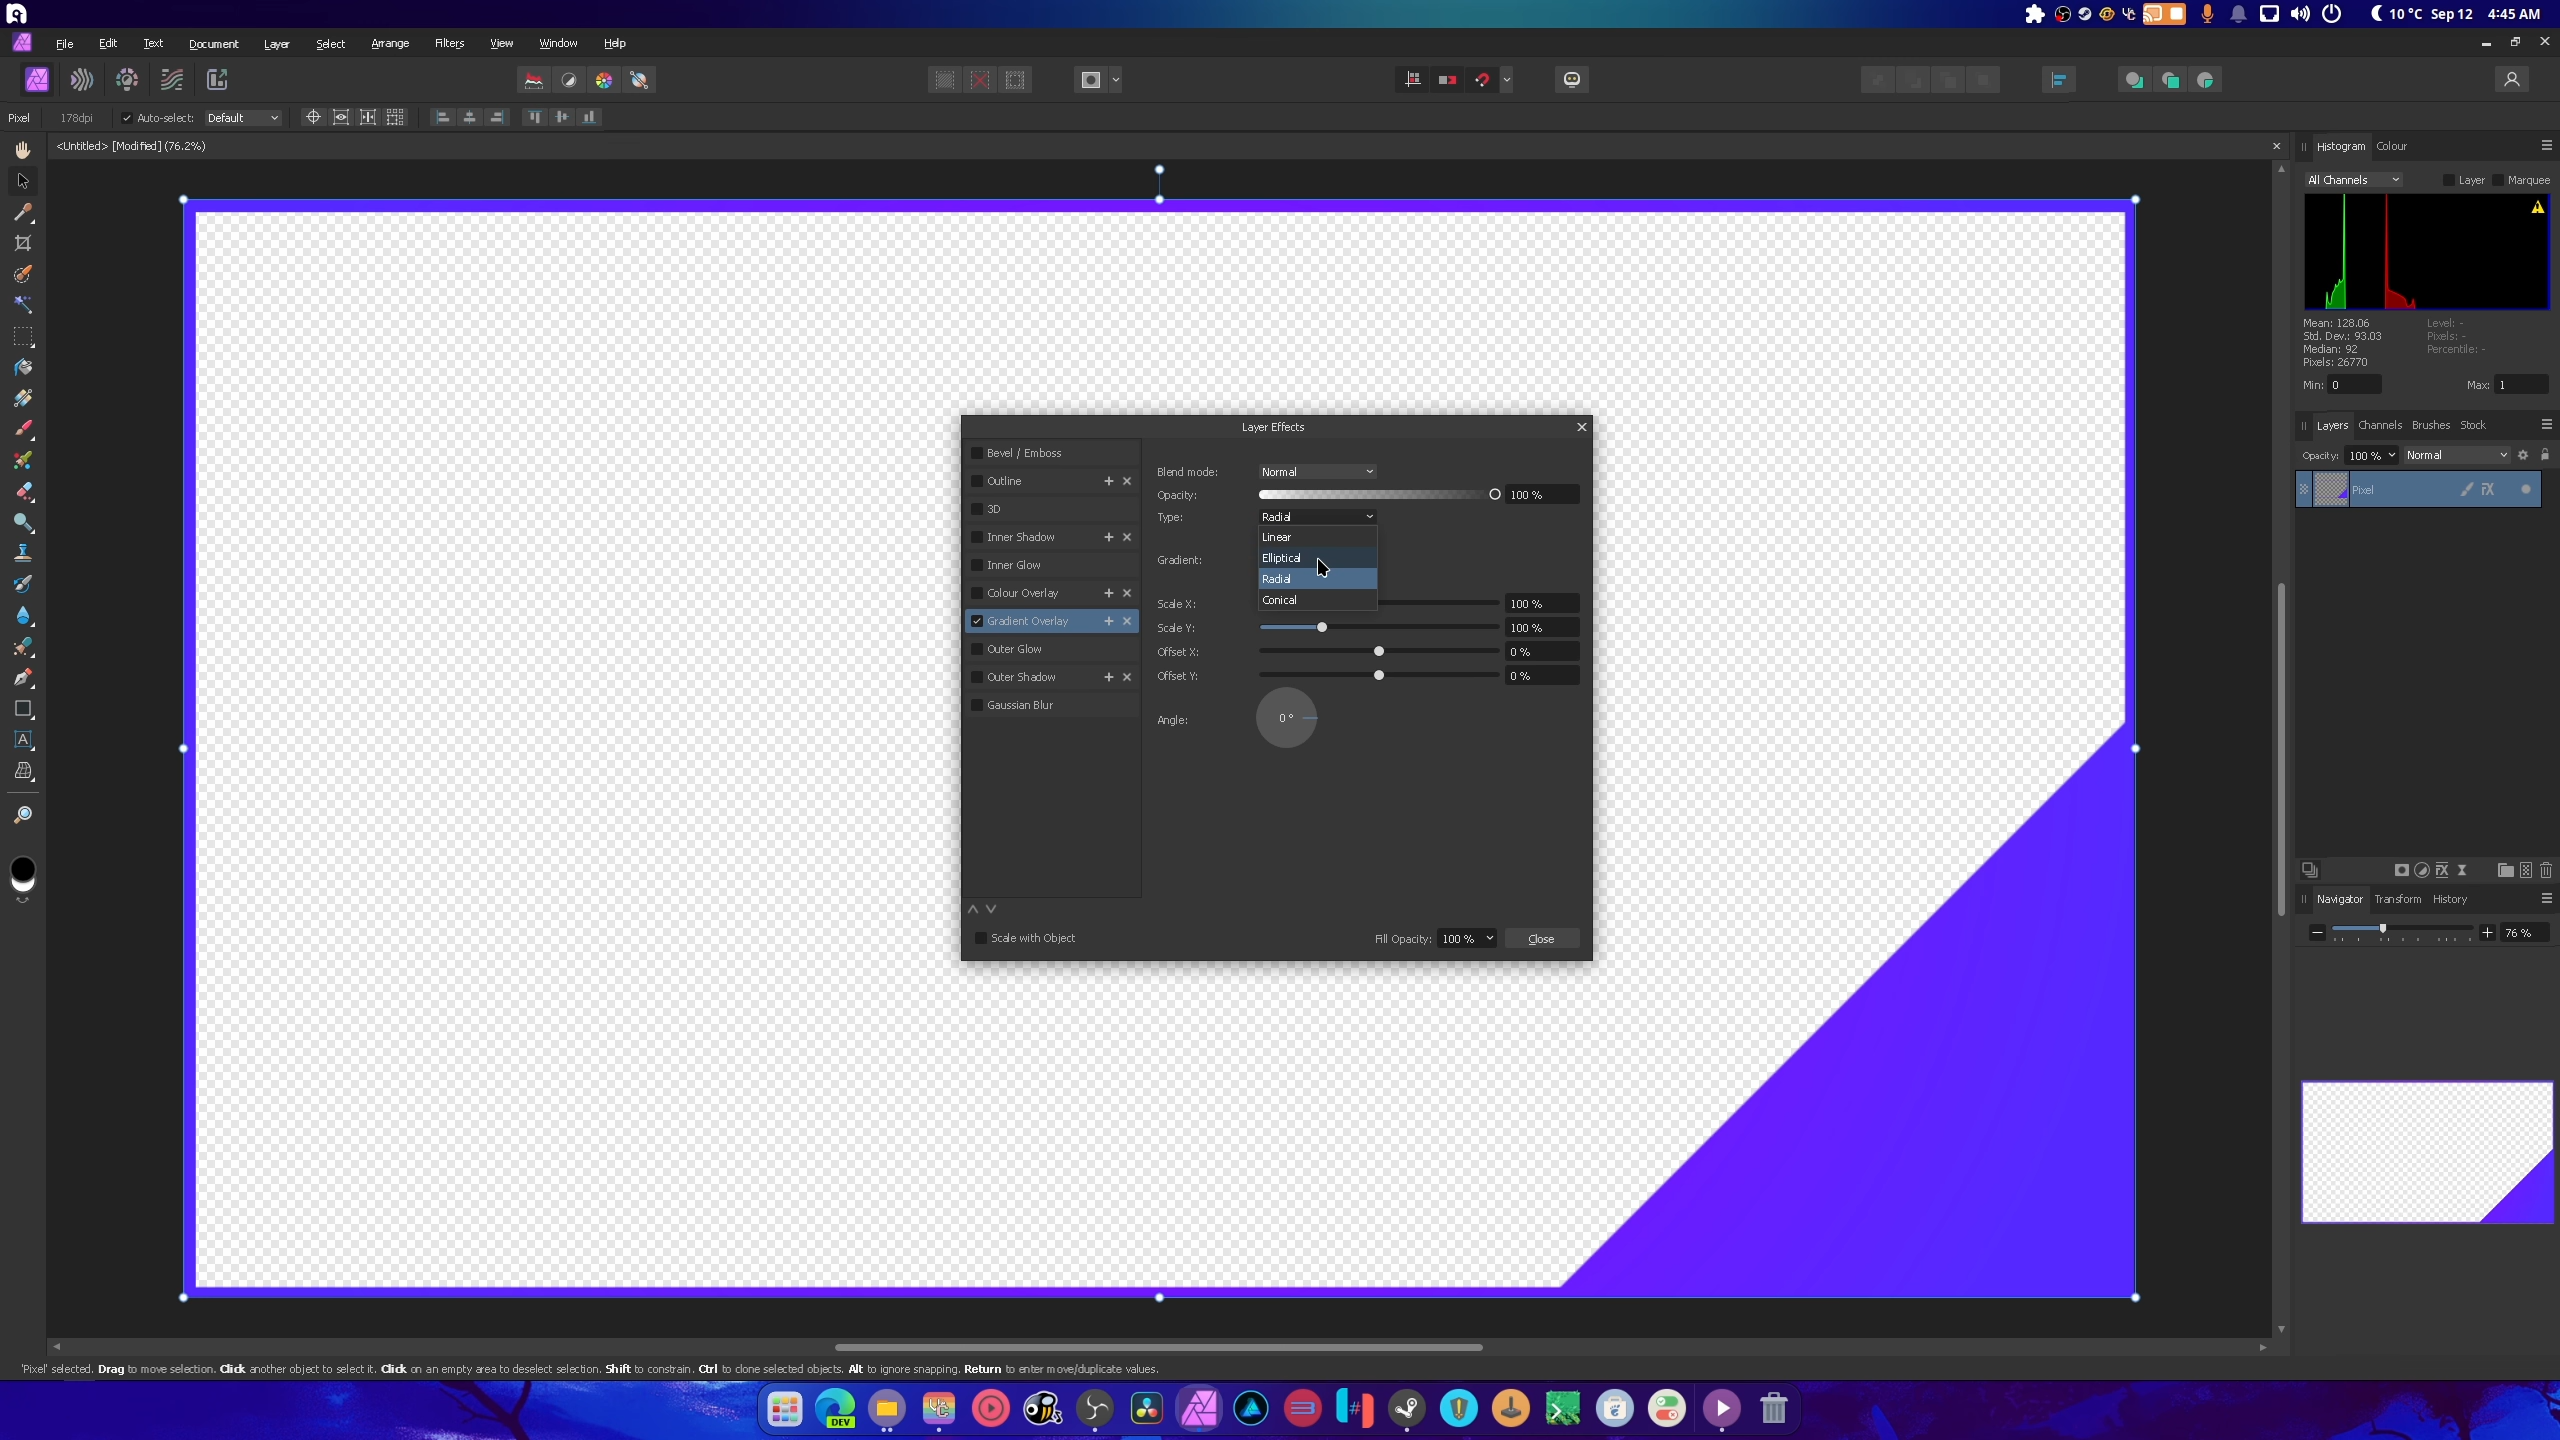 10 °C Sep 12 4:45 AM
File Edit Text Document Layer Select Arrange Filters View Window Help
Pixel 178dpi Auto-select: Default
<Untitled> [Modified] (76.2%)
Histogram Colour
All Channels Layer Marquee
Mean: 128.06 Level: -
Std. Dev.: 93.03 Pixels: -
Median: 92 Percentile: -
Pixels: 26770
Min: 0 Max: 1
Layers Channels Brushes Stock
Opacity: 100 % Normal
Pixel
Layer Effects
Bevel / Emboss
Outline
3D
Inner Shadow
Inner Glow
Colour Overlay
Gradient Overlay
Outer Glow
Outer Shadow
Gaussian Blur
Blend mode: Normal
Opacity: 100 %
Type: Radial
Linear
Elliptical
Radial
Conical
Gradient:
Scale X: 100 %
Scale Y: 100 %
Offset X: 0 %
Offset Y: 0 %
Angle: 0 °
Scale with Object Fill Opacity: 100 % Close
Navigator Transform History
76 %
'Pixel' selected. Drag to move selection. Click another object to select it. Click on an empty area to deselect selection. Shift to constrain. Ctrl to clone selected objects. Alt to ignore snapping. Return to enter move/duplicate values.
DEV